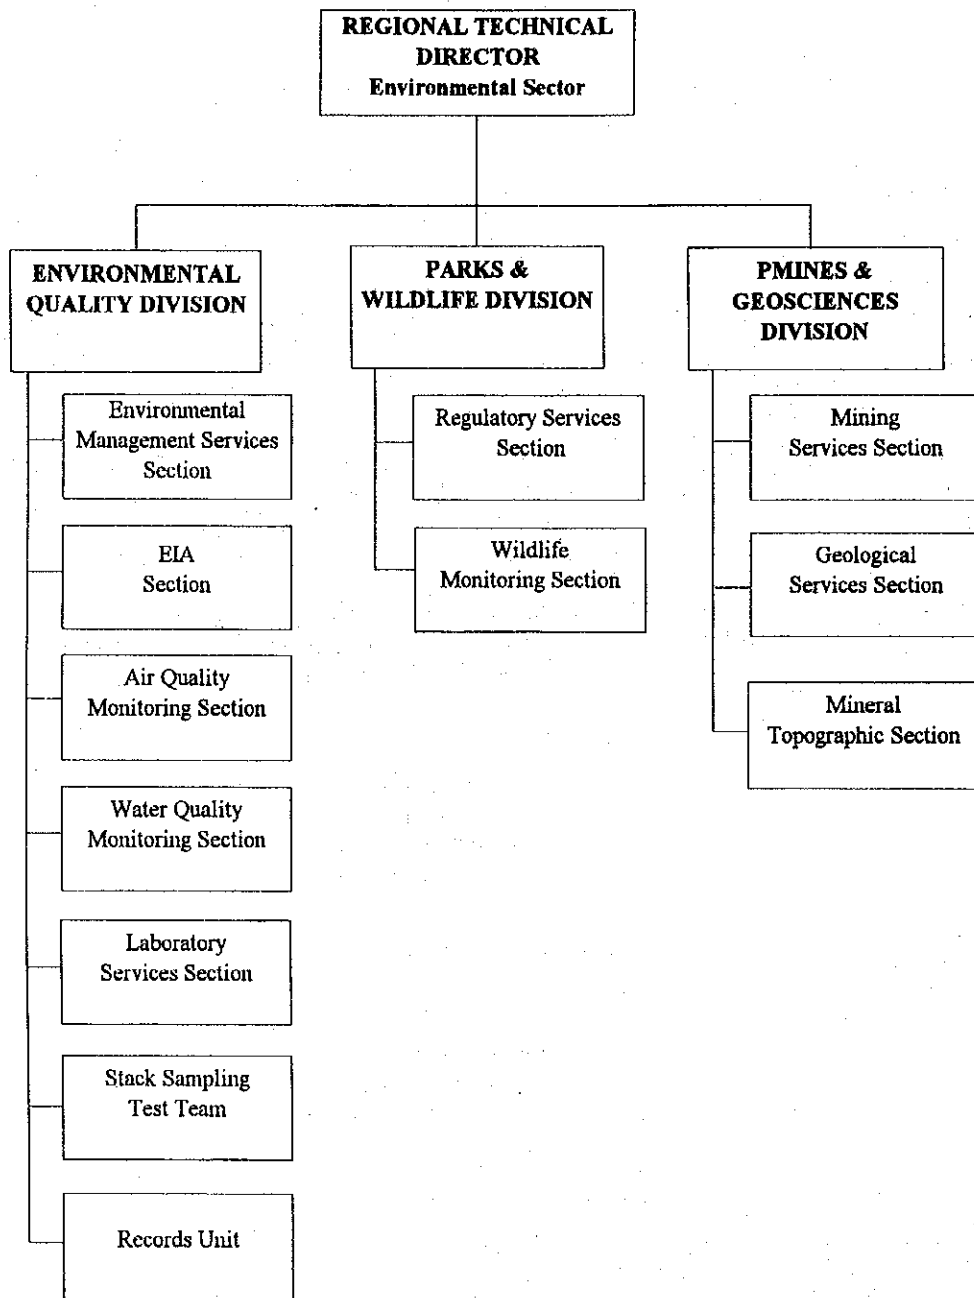 REGIONAL TECHNICAL
DIRECTOR
Environmental Sector
ENVIRONMENTAL
QUALITY DIVISION
PARKS &
WILDLIFE DIVISION
PMINES &
GEOSCIENCES
DIVISION
Environmental
Management Services
Section
EIA
Section
Air Quality
Monitoring Section
Water Quality
Monitoring Section
Laboratory
Services Section
Stack Sampling
Test Team
Records Unit
Regulatory Services
Section
Wildlife
Monitoring Section
Mining
Services Section
Geological
Services Section
Mineral
Topographic Section